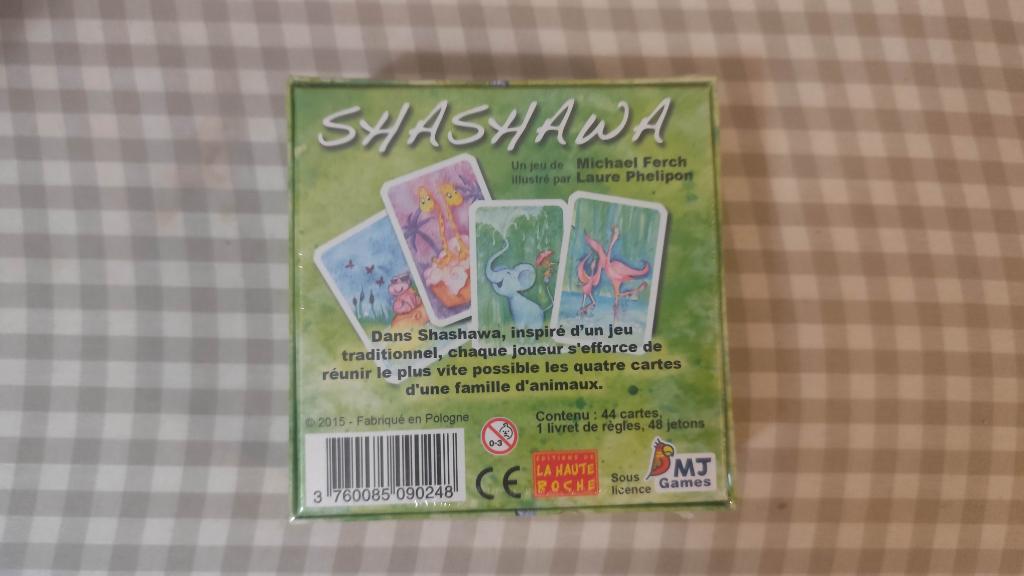 SHASHAWA
Un jeu de Michael Ferch
illustré par Laure Phelipon
Dans Shashawa, inspiré d'un jeu
traditionnel, chaque joueur s'efforce de
réunir le plus vite possible les quatre cartes
d'une famille d'animaux.
© 2015 - Fabriqué en Pologne
Contenu : 44 cartes,
1 livret de règles, 48 jetons
0-3
3 760085 090248
CE
EDITIONS DE
LA HAUTE
ROCHE
Sous
licence
MJ
Games